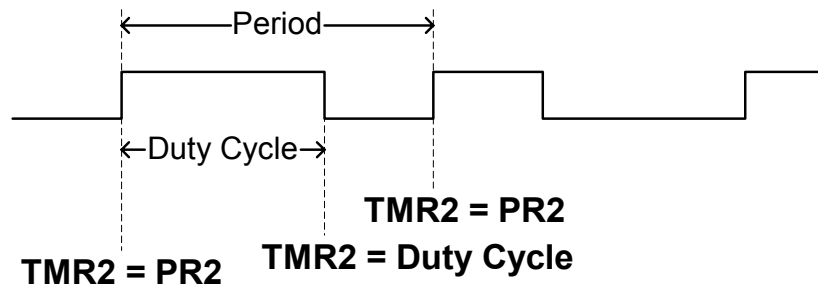 Period
Duty Cycle
TMR2 = PR2
TMR2 = Duty Cycle
TMR2 = PR2